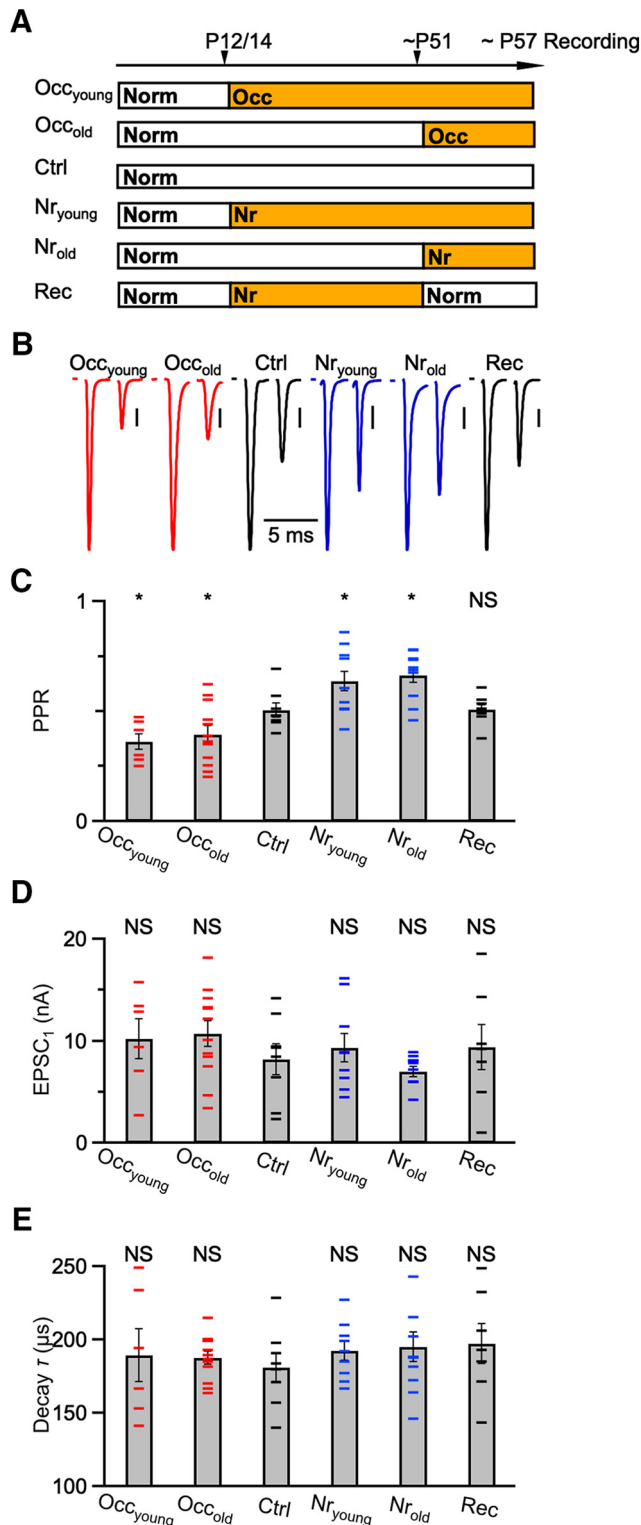 A
P12/14 ~P51 ~ P57 Recording
Occyoung Norm Occ
Occold Norm Occ
Ctrl Norm
Nryoung Norm Nr
Nrold Norm Nr
Rec Norm Nr Norm
B
Occyoung Occold Ctrl Nryoung Nrold Rec
5 ms
C
* * * * NS
1
PPR
0
Occyoung Occold Ctrl Nryoung Nrold Rec
D
NS NS NS NS NS
20
EPSC1 (nA)
10
0
Occyoung Occold Ctrl Nryoung Nrold Rec
E
NS NS NS NS NS
250
Decay τ (μs)
200
150
100
Occyoung Occold Ctrl Nryoung Nrold Rec